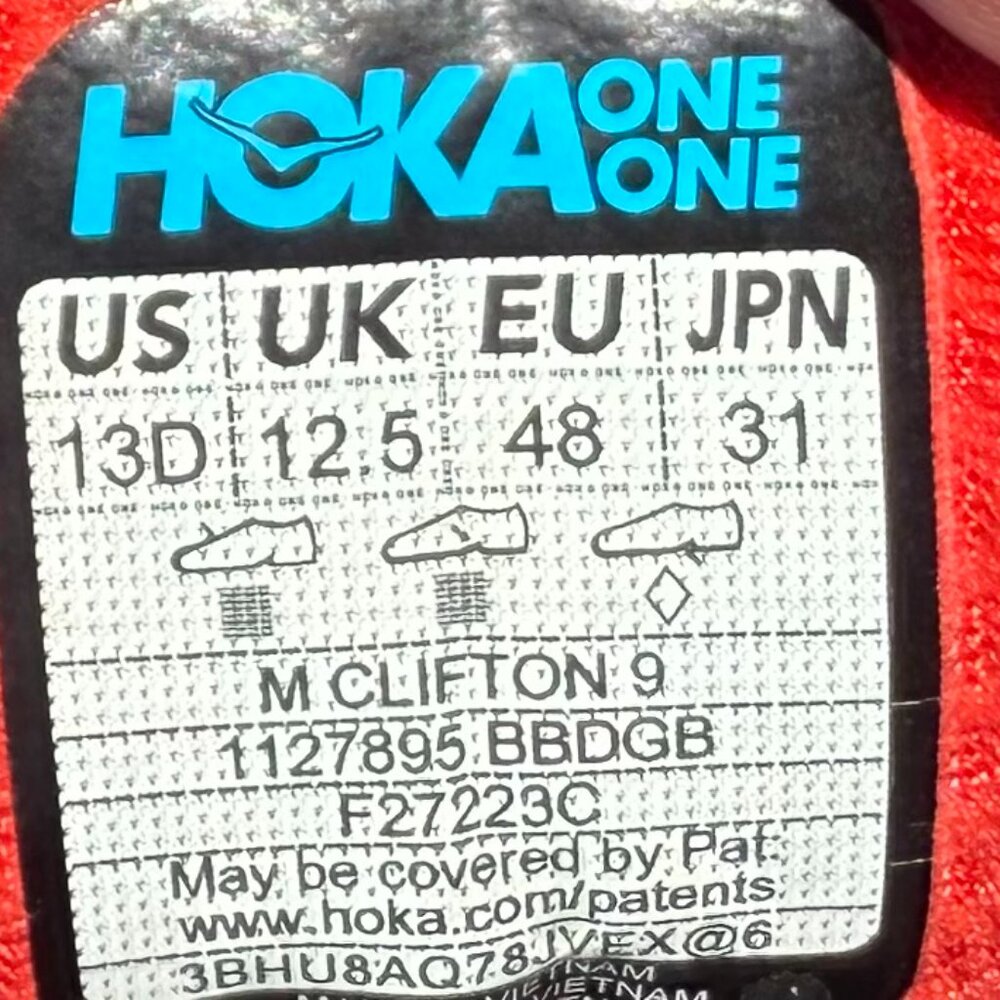 HOKA ONE ONE
US UK EU JPN
13D 12.5 48 31
M CLIFTON 9
1127895 BBDGB
F27223C
May be covered by Pat.
www.hoka.com/patents
3BHU8AQ78JVEX@6
VIETNAM